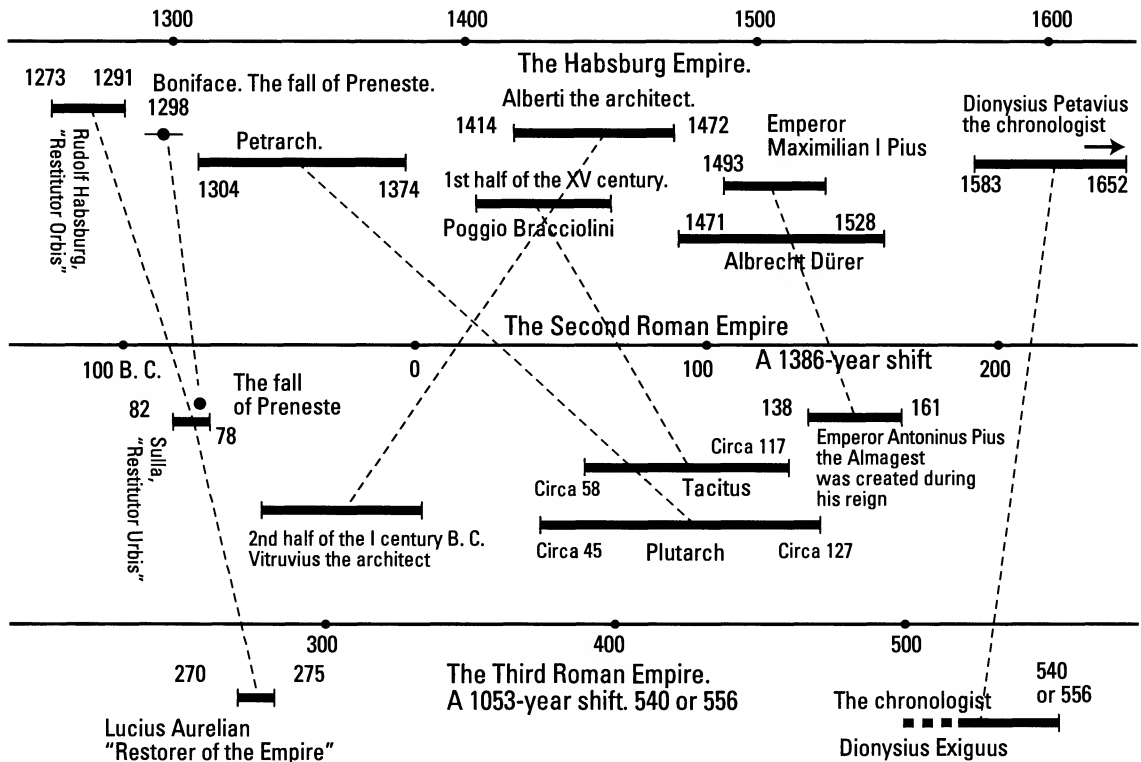 1300
1400
1500
1600
The Habsburg Empire.
1273
1291
Boniface. The fall of Preneste.
1298
Rudolf Habsburg,
"Restitutor Orbis"
Petrarch.
1304
1374
Alberti the architect.
1414
1472
1st half of the XV century.
Poggio Bracciolini
Emperor
Maximilian I Pius
1493
1471
1528
Albrecht Dürer
Dionysius Petavius
the chronologist
1583
1652
The Second Roman Empire
100 B. C.
0
100
200
A 1386-year shift
82
78
The fall
of Preneste
Sulla,
"Restitutor Urbis"
2nd half of the I century B. C.
Vitruvius the architect
Circa 117
Circa 58
Tacitus
Circa 45
Plutarch
Circa 127
138
161
Emperor Antoninus Pius
the Almagest
was created during
his reign
300
400
500
270
275
Lucius Aurelian
“Restorer of the Empire”
The Third Roman Empire.
A 1053-year shift. 540 or 556
540
or 556
The chronologist
Dionysius Exiguus